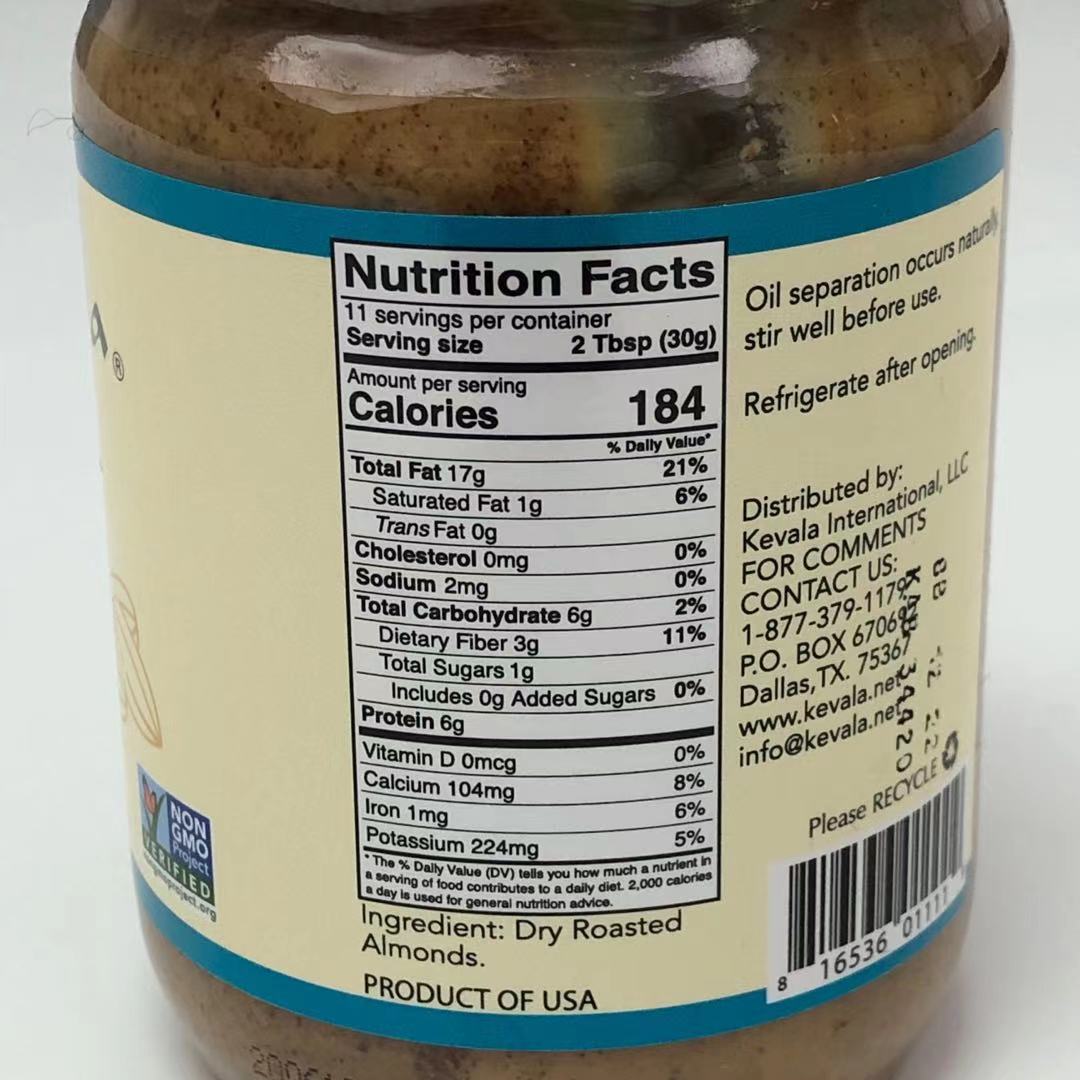 ®
Nutrition Facts
11 servings per container
Serving size 2 Tbsp (30g)
Amount per serving
Calories 184
% Daily Value*
Total Fat 17g 21%
Saturated Fat 1g 6%
Trans Fat 0g
Cholesterol 0mg 0%
Sodium 2mg 0%
Total Carbohydrate 6g 2%
Dietary Fiber 3g 11%
Total Sugars 1g
Includes 0g Added Sugars 0%
Protein 6g
Vitamin D 0mcg 0%
Calcium 104mg 8%
Iron 1mg 6%
Potassium 224mg 5%
* The % Daily Value (DV) tells you how much a nutrient in
a serving of food contributes to a daily diet. 2,000 calories
a day is used for general nutrition advice.
Ingredient: Dry Roasted
Almonds.
PRODUCT OF USA
Oil separation occurs naturally
stir well before use.
Refrigerate after opening.
Distributed by:
Kevala International, LLC
FOR COMMENTS
CONTACT US:
1-877-379-1179
P.O. BOX
Dallas, TX. 75367
www.kevala.net
info@kevala.net
Please RECYCLE
8 16536 01111
NON
GMO
Project
VERIFIED